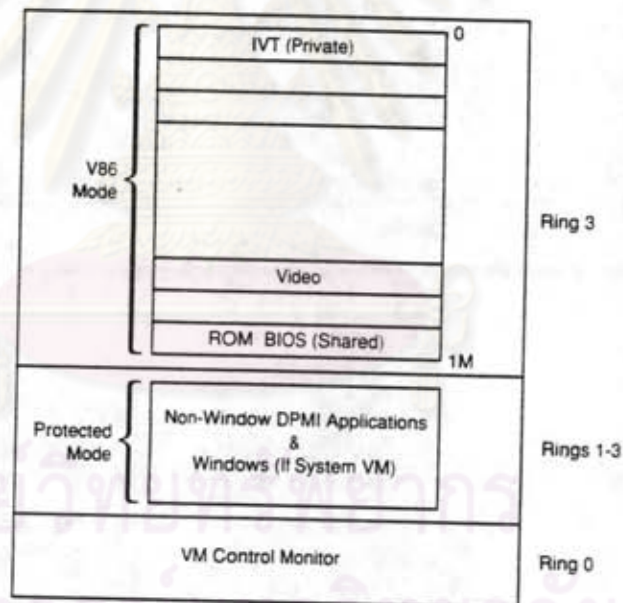 IVT (Private)
0
V86
Mode
Ring 3
Video
ROM BIOS (Shared)
1M
Protected
Mode
Non-Window DPMI Applications
&
Windows (If System VM)
Rings 1-3
VM Control Monitor
Ring 0